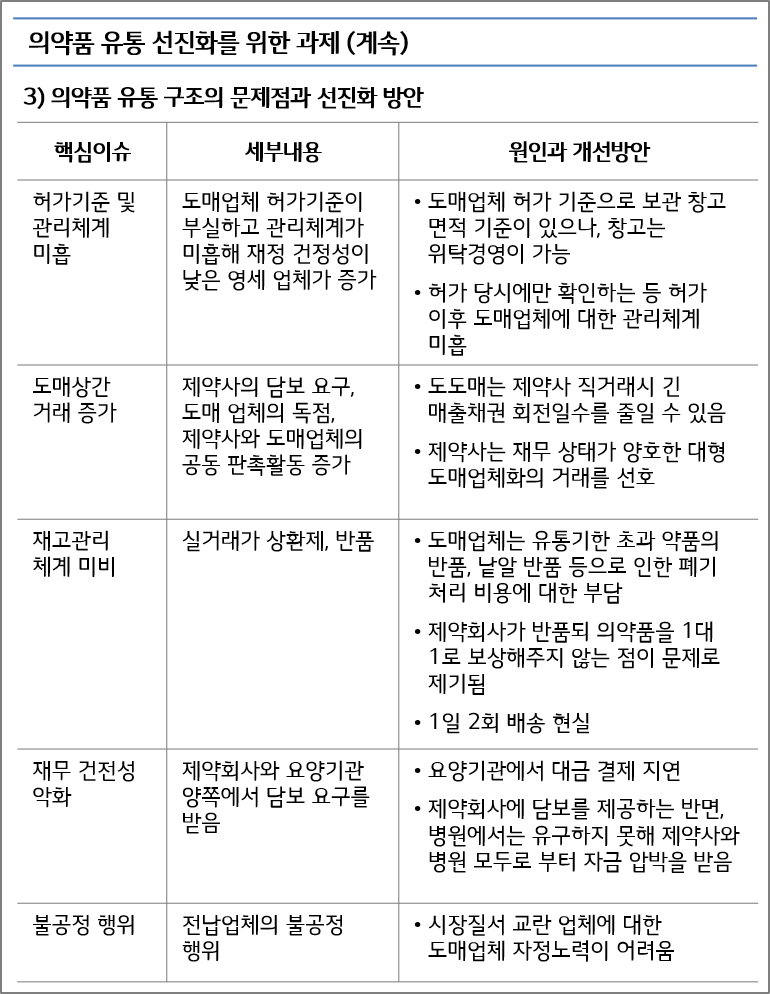 의약품 유통 선진화를 위한 과제 (계속)
3) 의약품 유통 구조의 문제점과 선진화 방안
핵심이슈
세부내용
원인과 개선방안
허가기준 및
관리체계
미흡
도매업체 허가기준이
부실하고 관리체계가
미흡해 재정 건정성이
낮은 영세 업체가 증가
• 도매업체 허가 기준으로 보관 창고
면적 기준이 있으나, 창고는
위탁경영이 가능
• 허가 당시에만 확인하는 등 허가
이후 도매업체에 대한 관리체계
미흡
도매상간
거래 증가
제약사의 담보 요구,
도매 업체의 독점,
제약사와 도매업체의
공동 판촉활동 증가
• 도도매는 제약사 직거래시 긴
매출채권 회전일수를 줄일 수 있음
• 제약사는 재무 상태가 양호한 대형
도매업체화의 거래를 선호
재고관리
체계 미비
실거래가 상환제, 반품
• 도매업체는 유통기한 초과 약품의
반품, 낱알 반품 등으로 인한 폐기
처리 비용에 대한 부담
• 제약회사가 반품되 의약품을 1대
1로 보상해주지 않는 점이 문제로
제기됨
• 1일 2회 배송 현실
재무 건전성
악화
제약회사와 요양기관
양쪽에서 담보 요구를
받음
• 요양기관에서 대금 결제 지연
• 제약회사에 담보를 제공하는 반면,
병원에서는 유구하지 못해 제약사와
병원 모두로 부터 자금 압박을 받음
불공정 행위
전납업체의 불공정
행위
• 시장질서 교란 업체에 대한
도매업체 자정노력이 어려움